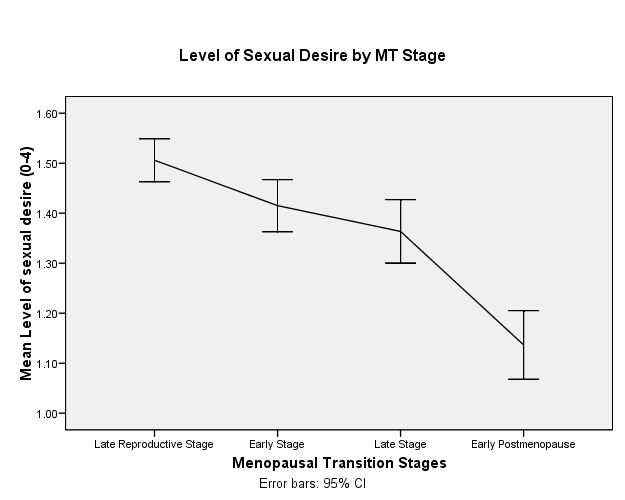 Level of Sexual Desire by MT Stage
Mean Level of sexual desire (0-4)
1.60
1.50
1.40
1.30
1.20
1.10
1.00
Late Reproductive Stage
Early Stage
Late Stage
Early Postmenopause
Menopausal Transition Stages
Error bars: 95% CI